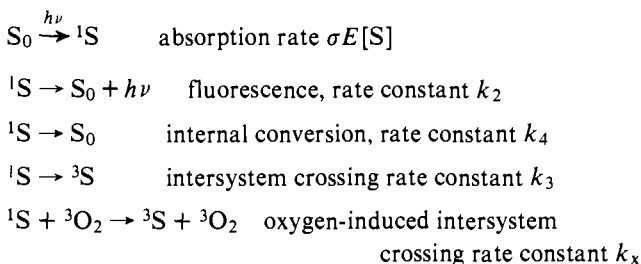 S₀ →(hν) ¹S absorption rate σE[S]
¹S → S₀ + hν fluorescence, rate constant k₂
¹S → S₀ internal conversion, rate constant k₄
¹S → ³S intersystem crossing rate constant k₃
¹S + ³O₂ → ³S + ³O₂ oxygen-induced intersystem
crossing rate constant kₓ